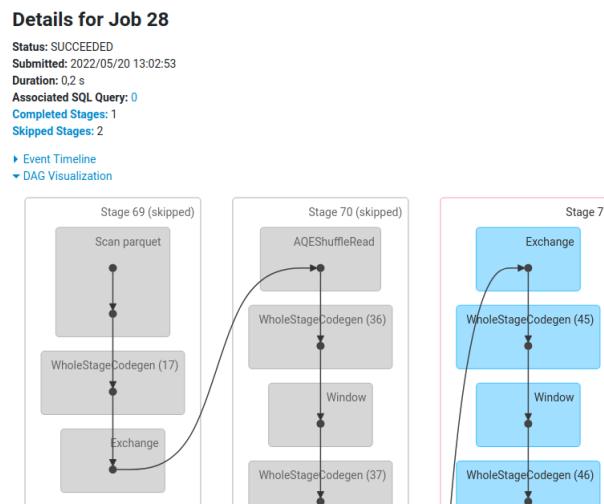 Details for Job 28
Status: SUCCEEDED
Submitted: 2022/05/20 13:02:53
Duration: 0,2 s
Associated SQL Query: 0
Completed Stages: 1
Skipped Stages: 2
Event Timeline
DAG Visualization
Stage 69 (skipped)
Scan parquet
WholeStageCodegen (17)
Exchange
Stage 70 (skipped)
AQEShuffleRead
WholeStageCodegen (36)
Window
WholeStageCodegen (37)
Stage 7
Exchange
WholeStageCodegen (45)
Window
WholeStageCodegen (46)